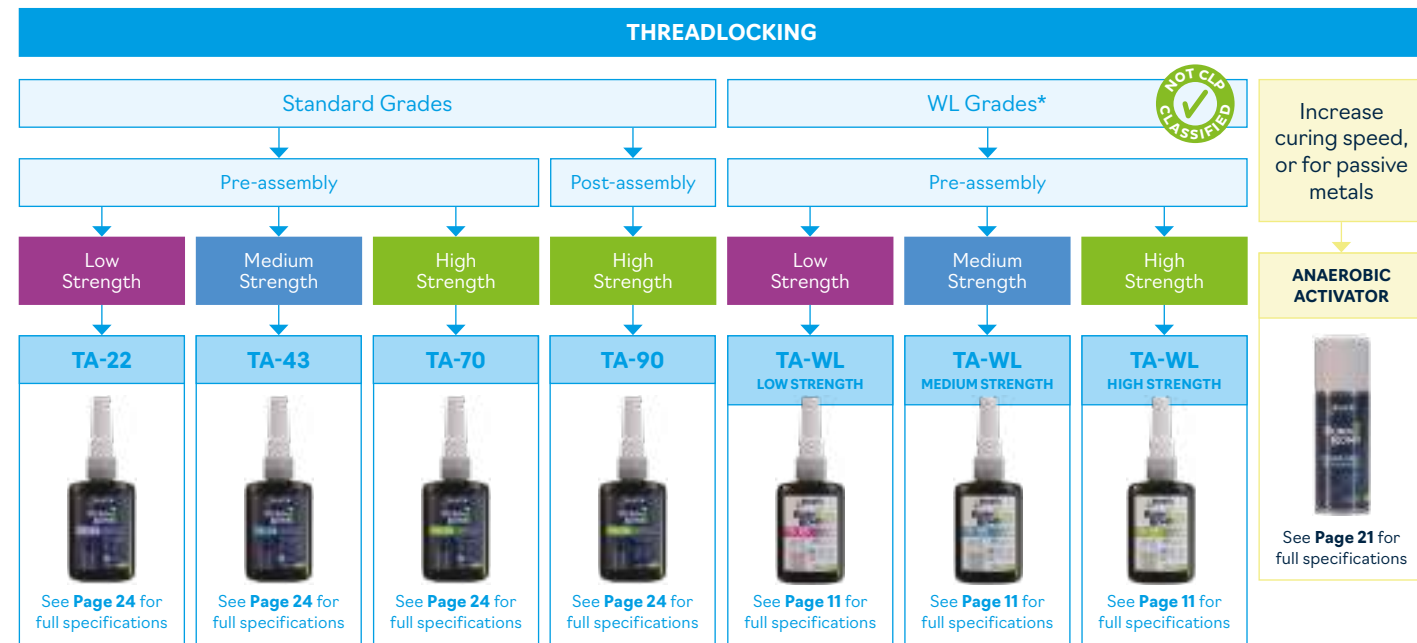 THREADLOCKING
Standard Grades
WL Grades*
NOT CLP
CLASSIFIED
Increase
curing speed,
or for passive
metals
Pre-assembly
Post-assembly
Pre-assembly
Low
Strength
Medium
Strength
High
Strength
High
Strength
Low
Strength
Medium
Strength
High
Strength
ANAEROBIC
ACTIVATOR
TA-22
TA-43
TA-70
TA-90
TA-WL
LOW STRENGTH
TA-WL
MEDIUM STRENGTH
TA-WL
HIGH STRENGTH
See Page 24 for
full specifications
See Page 24 for
full specifications
See Page 24 for
full specifications
See Page 24 for
full specifications
See Page 11 for
full specifications
See Page 11 for
full specifications
See Page 11 for
full specifications
See Page 21 for
full specifications